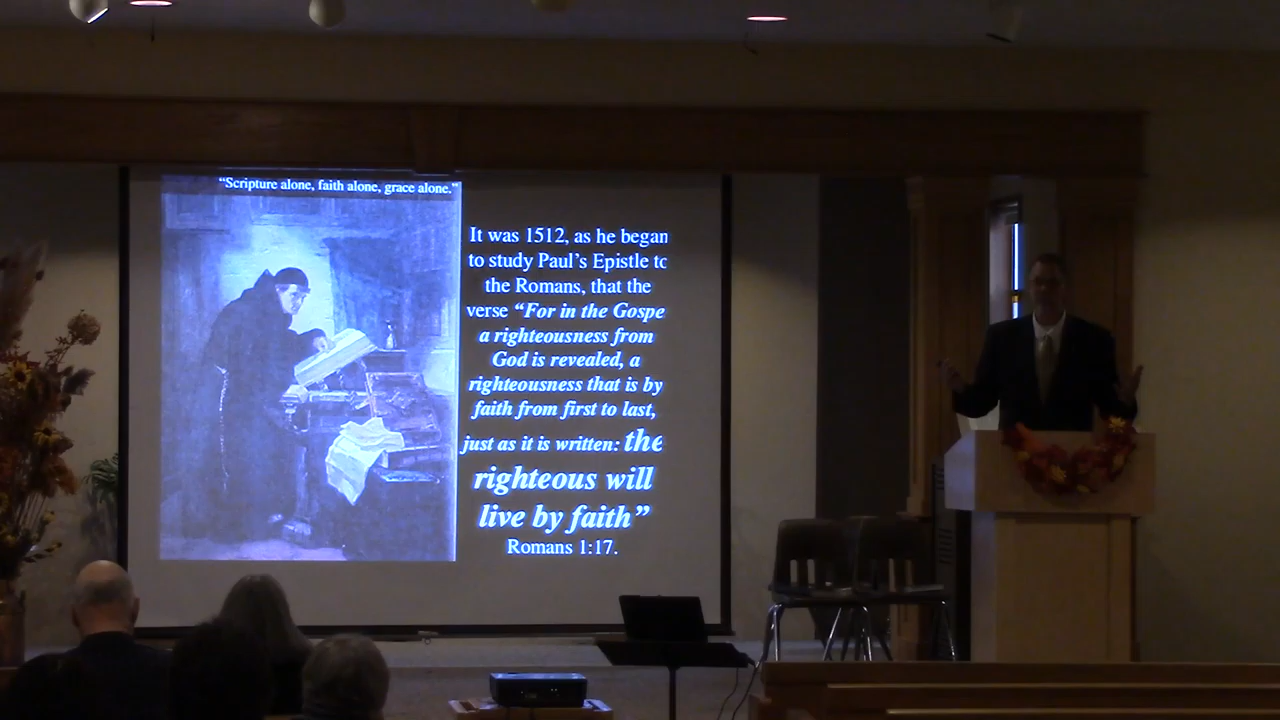 "Scripture alone, faith alone, grace alone."
It was 1512, as he began
to study Paul's Epistle to
the Romans, that the
verse "For in the Gospe
a righteousness from
God is revealed, a
righteousness that is by
faith from first to last,
just as it is written: the
righteous will
live by faith"
Romans 1:17.